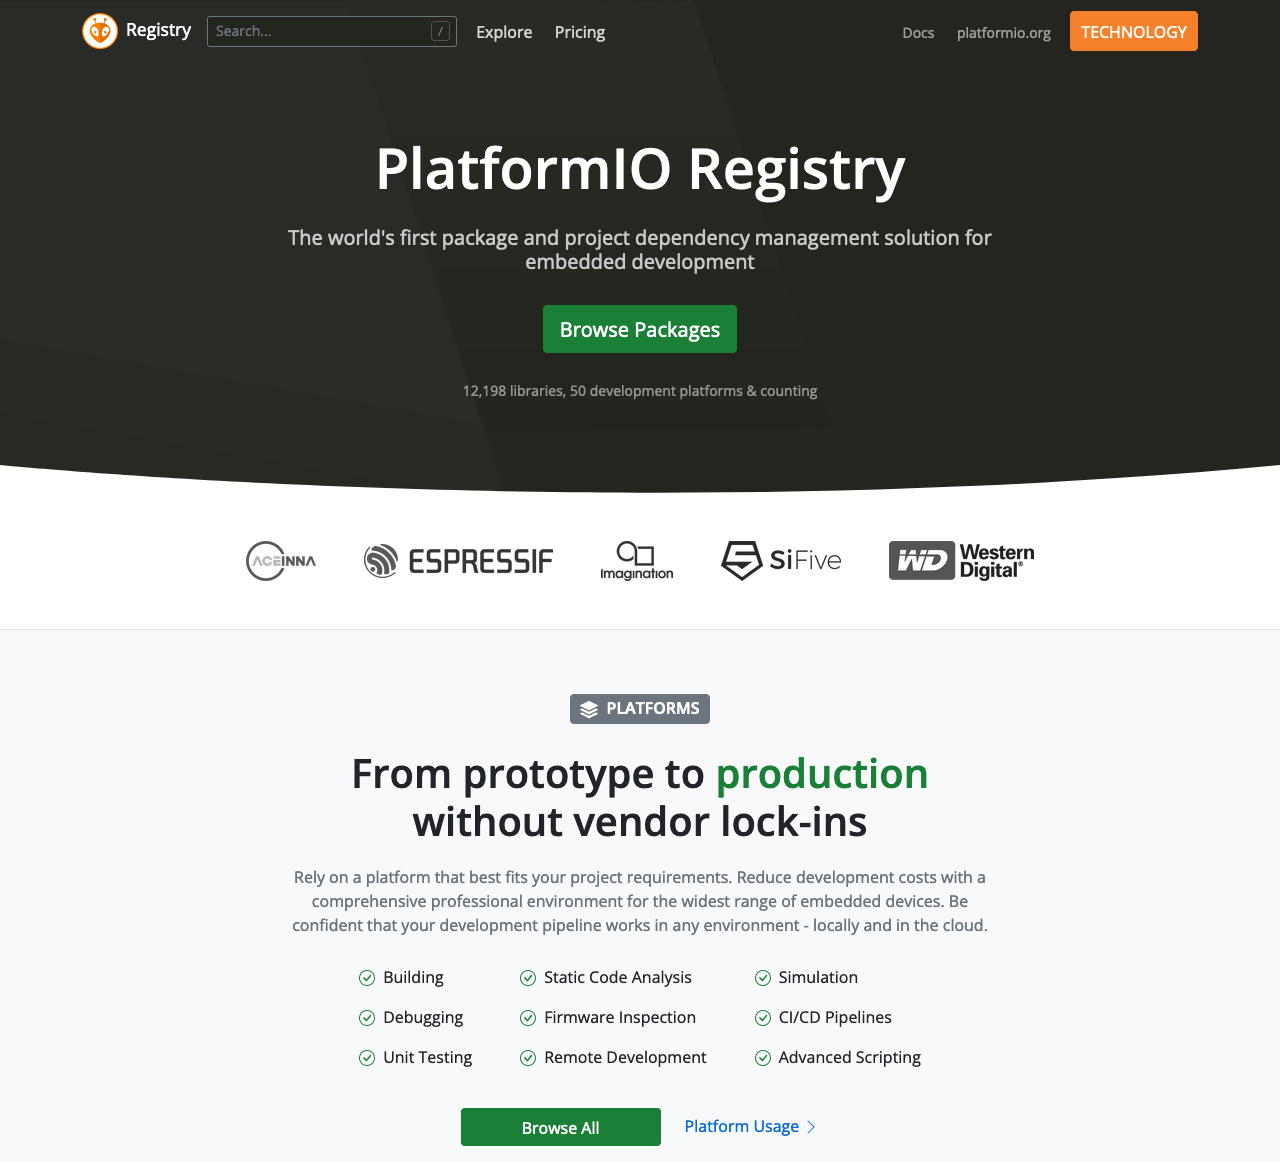 Registry
Search...
/
Explore
Pricing
Docs
platformio.org
TECHNOLOGY
PlatformIO Registry
The world's first package and project dependency management solution for
embedded development
Browse Packages
12,198 libraries, 50 development platforms & counting
ACEINNA
ESPRESSIF
Imagination
SiFive
WD Western
Digital®
PLATFORMS
From prototype to production
without vendor lock-ins
Rely on a platform that best fits your project requirements. Reduce development costs with a
comprehensive professional environment for the widest range of embedded devices. Be
confident that your development pipeline works in any environment - locally and in the cloud.
Building
Static Code Analysis
Simulation
Debugging
Firmware Inspection
CI/CD Pipelines
Unit Testing
Remote Development
Advanced Scripting
Browse All
Platform Usage